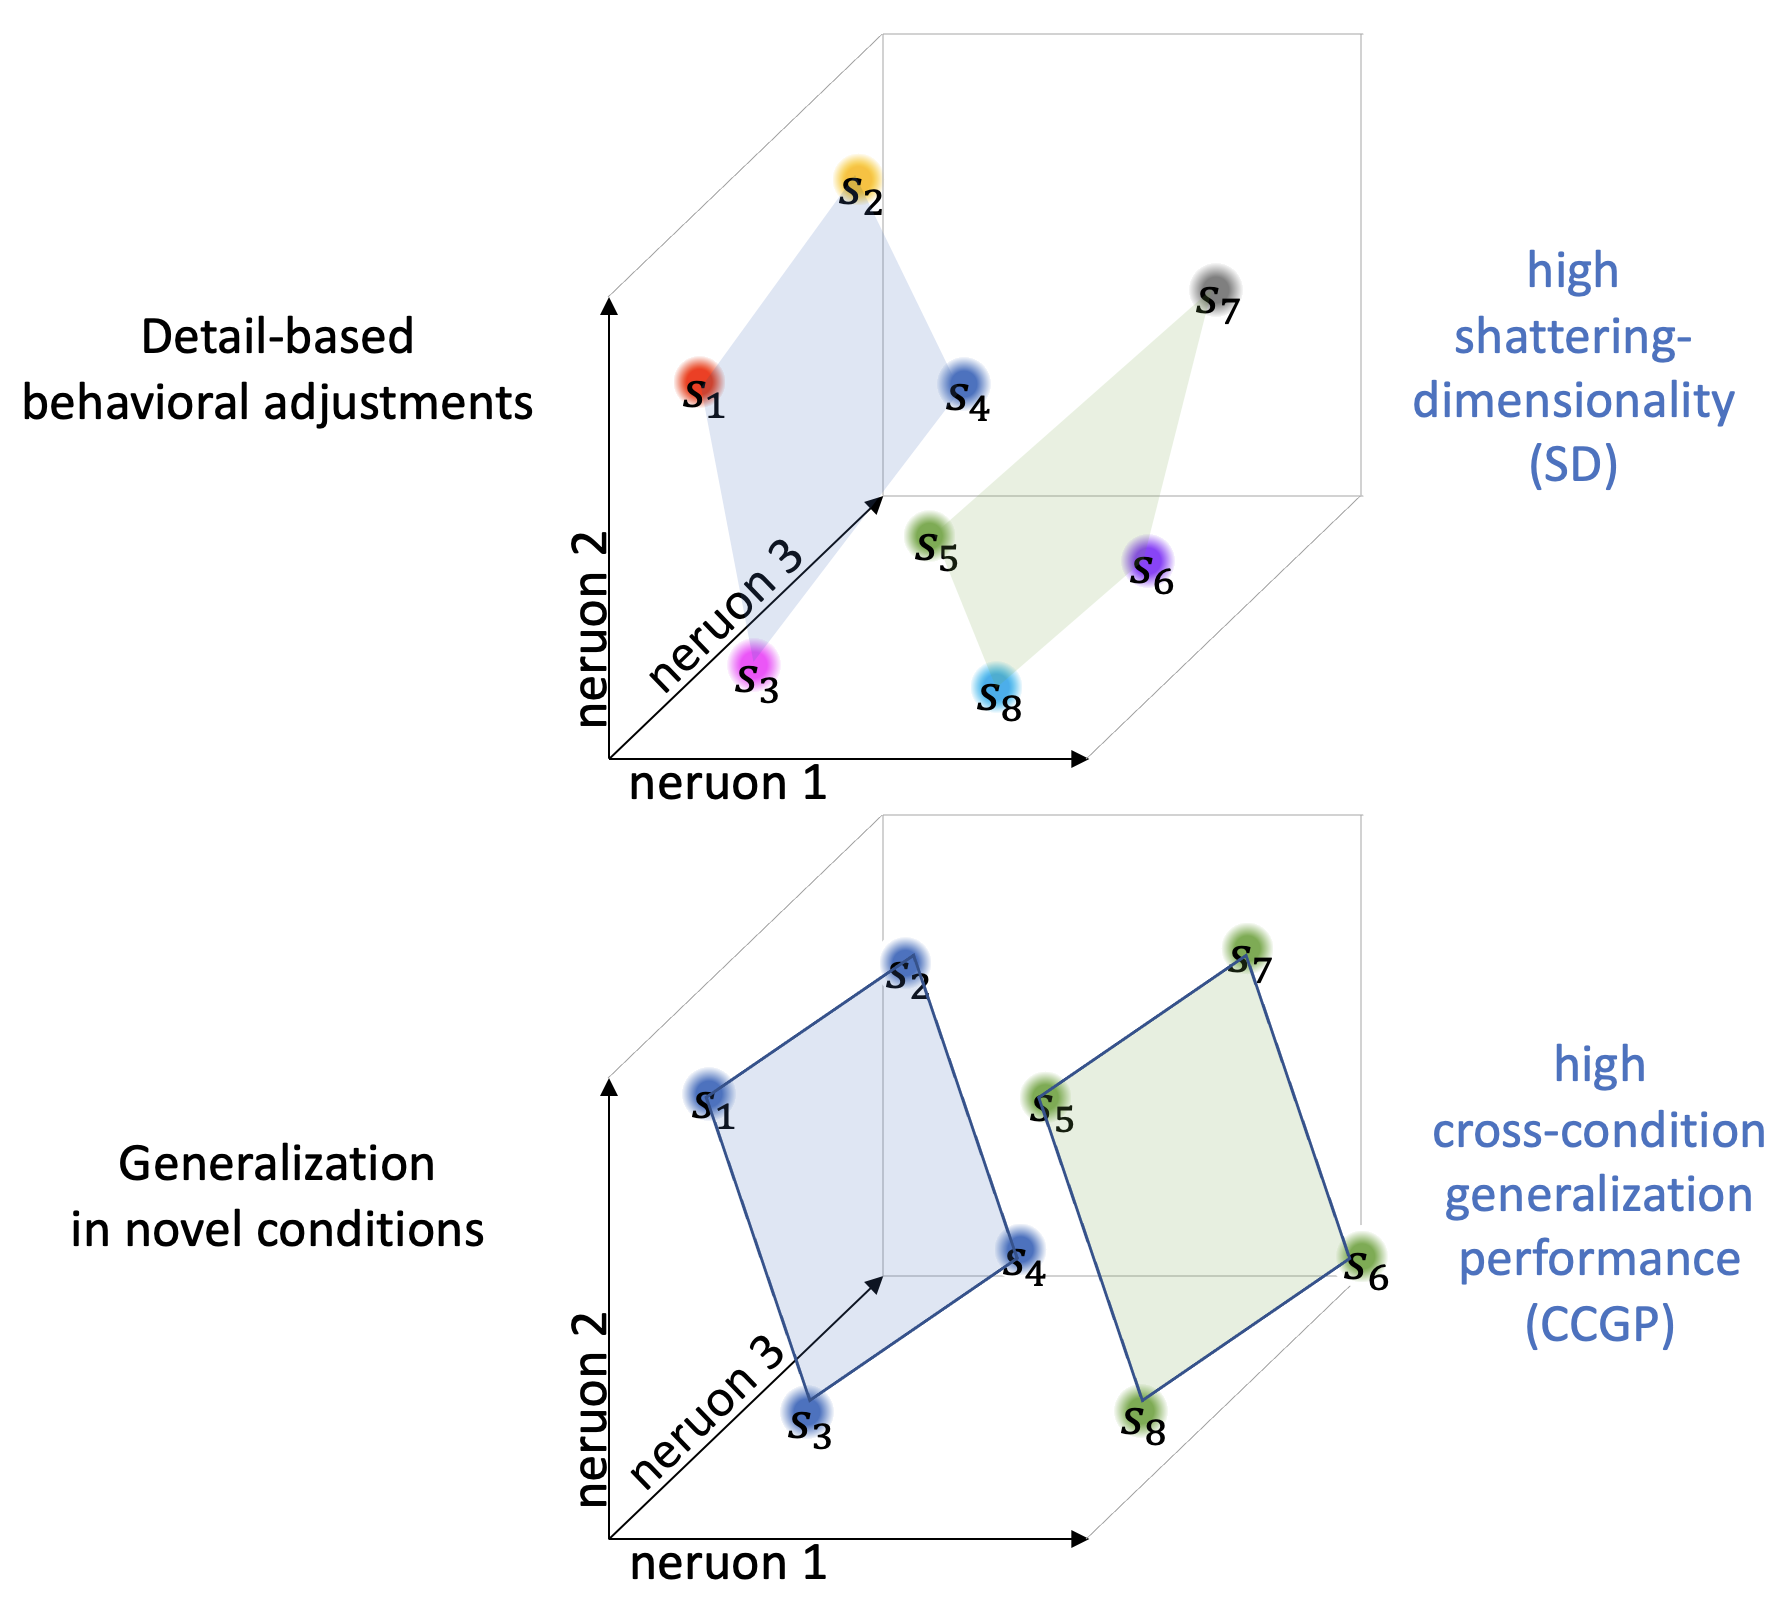 s2
s7
high
shattering-
dimensionality
(SD)
Detail-based
behavioral adjustments
s1
s4
s5
s6
s3
s8
neruon 2
neruon 3
neruon 1
s2
s7
s1
s5
high
cross-condition
generalization
performance
(CCGP)
Generalization
in novel conditions
s4
s6
s3
s8
neruon 2
neruon 3
neruon 1